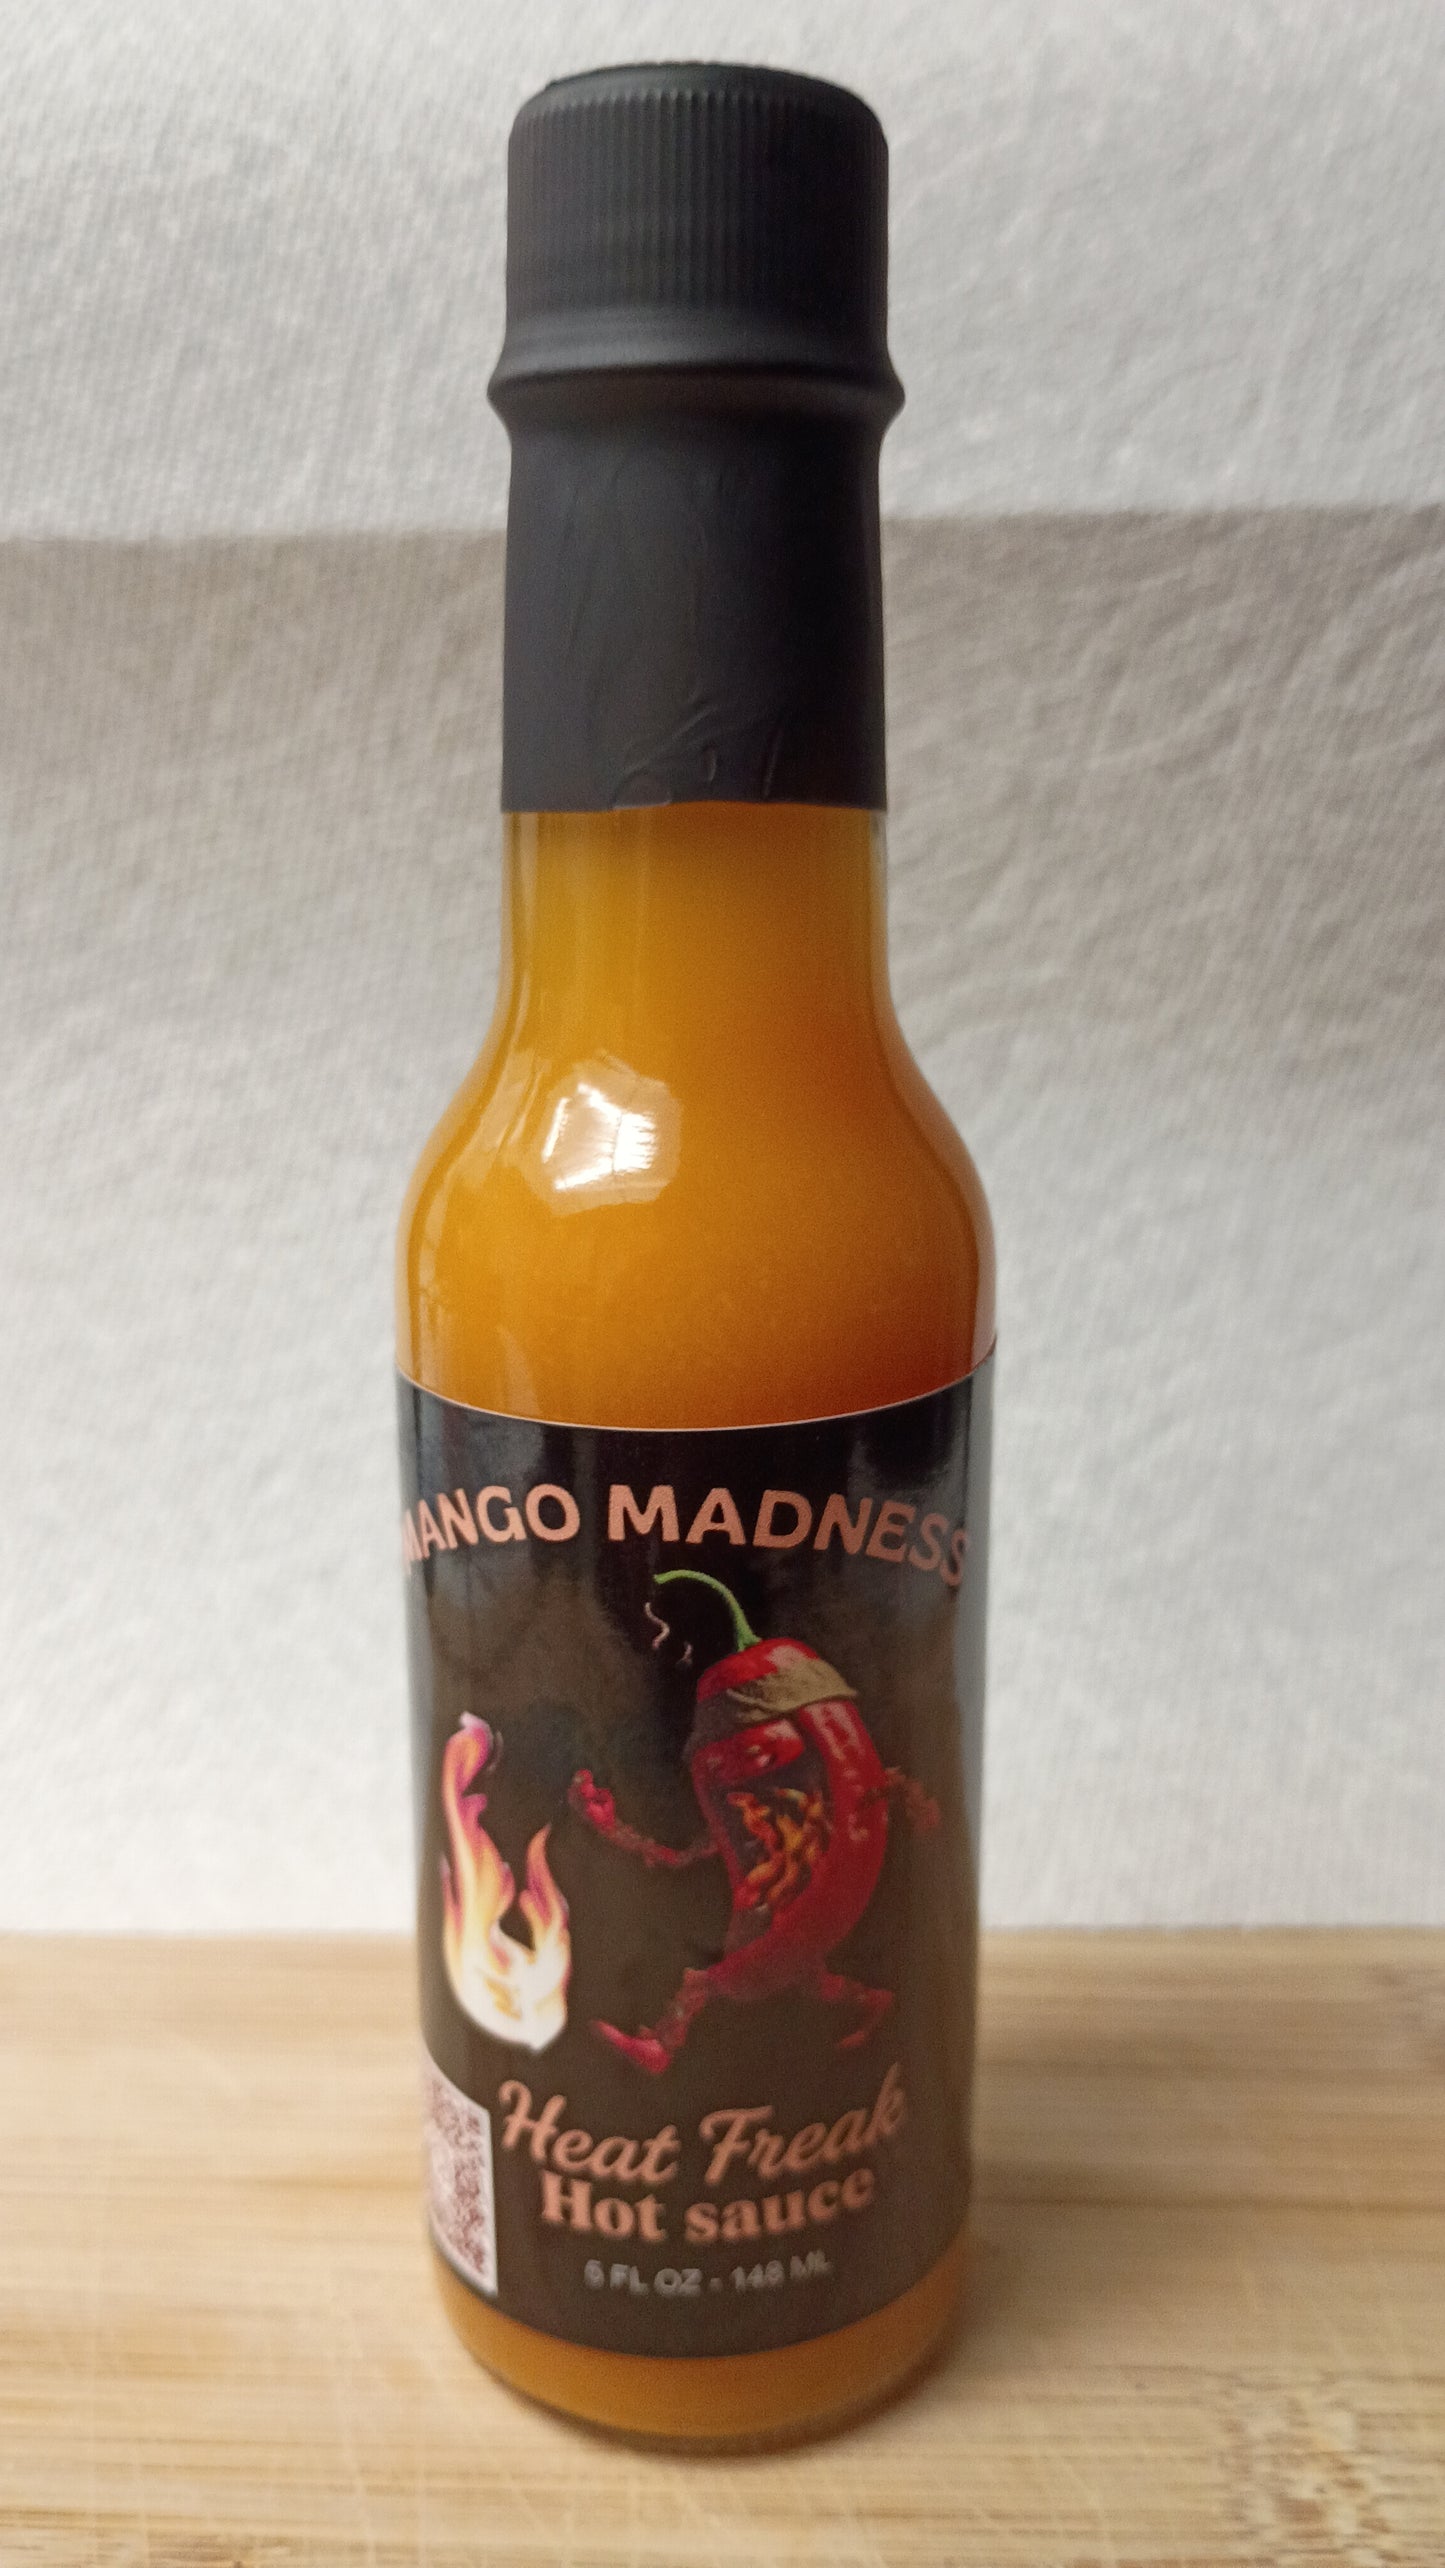 MANGO MADNESS
Heat Freak
Hot sauce
5 FL OZ - 148 ML